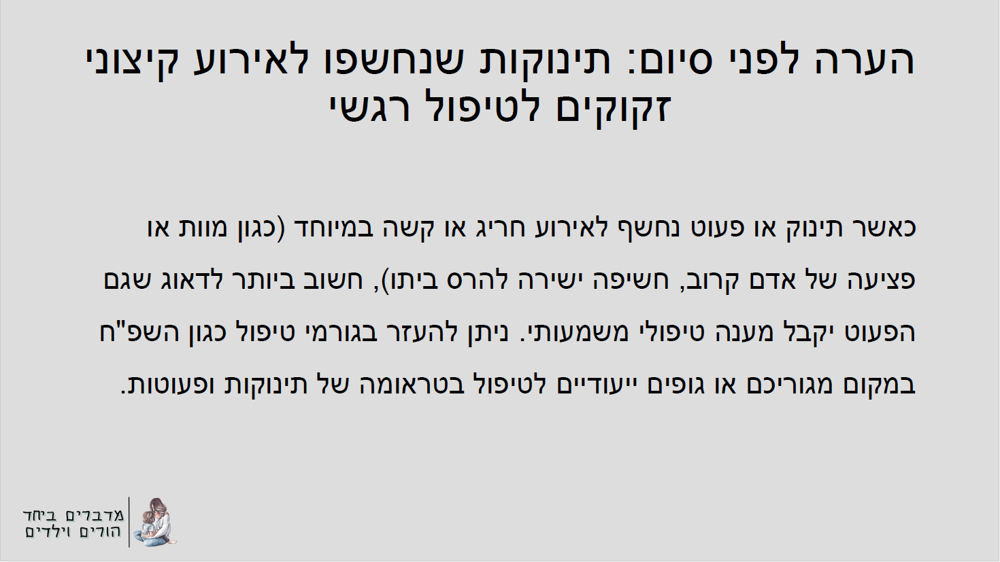 הערה לפני סיום: תינוקות שנחשפו לאירוע קיצוני
זקוקים לטיפול רגשי
כאשר תינוק או פעוט נחשף לאירוע חריג או קשה במיוחד (כגון מוות או
פציעה של אדם קרוב, חשיפה ישירה להרס ביתו), חשוב ביותר לדאוג שגם
הפעוט יקבל מענה טיפולי משמעותי. ניתן להעזר בגורמי טיפול כגון השפ"ח
במקום מגוריכם או גופים ייעודיים לטיפול בטראומה של תינוקות ופעוטות.
מדברים ביחד
הורים וילדים